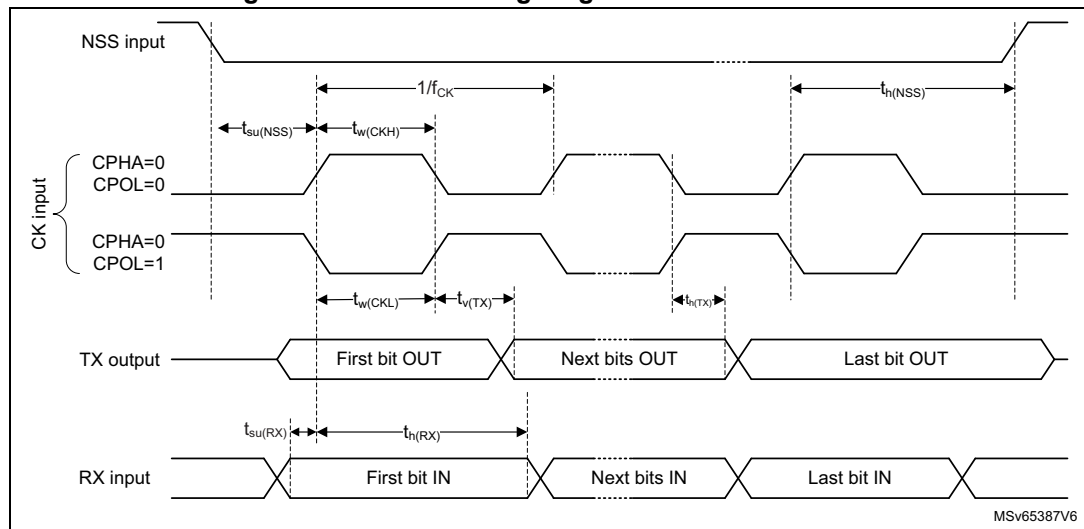 NSS input
1/fCK
th(NSS)
tsu(NSS)
tw(CKH)
CK input
CPHA=0
CPOL=0
CPHA=0
CPOL=1
tw(CKL)
tv(TX)
th(TX)
TX output
First bit OUT
Next bits OUT
Last bit OUT
tsu(RX)
th(RX)
RX input
First bit IN
Next bits IN
Last bit IN
MSv65387V6